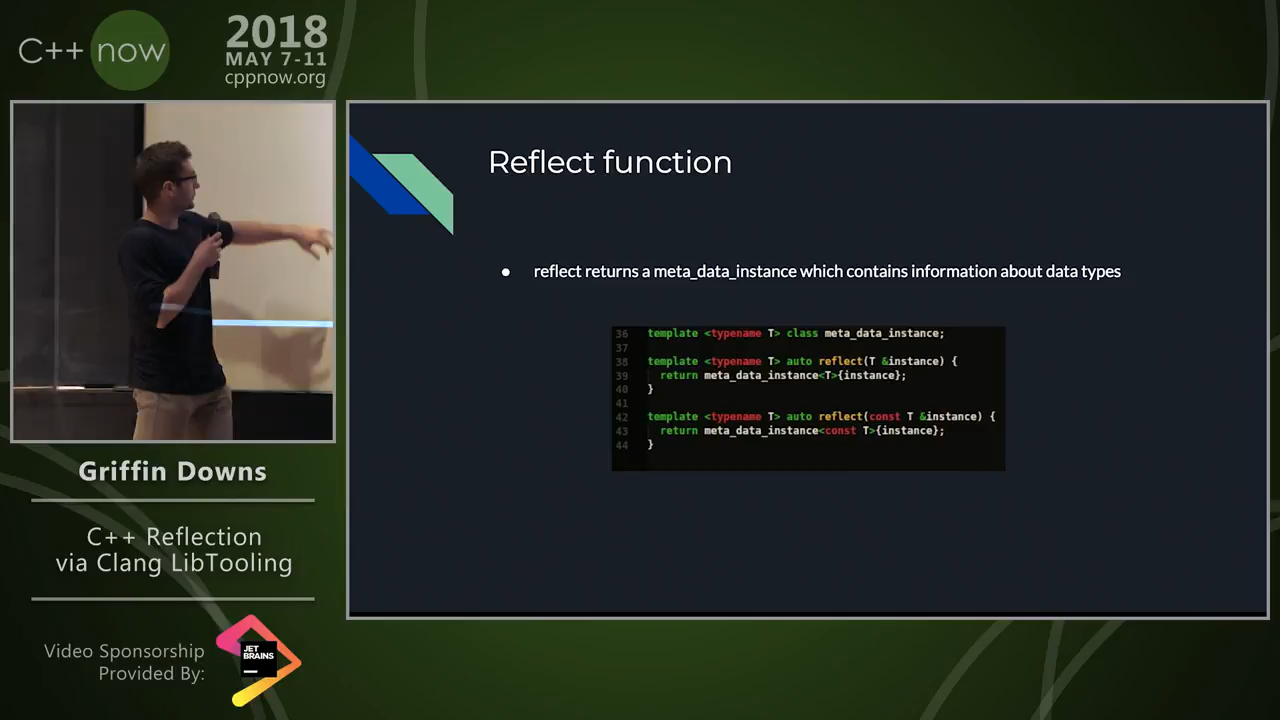 C++ now
2018
MAY 7-11
cppnow.org
Reflect function
● reflect returns a meta_data_instance which contains information about data types
36 template <typename T> class meta_data_instance;
37
38 template <typename T> auto reflect(T &instance) {
39   return meta_data_instance<T>{instance};
40 }
41
42 template <typename T> auto reflect(const T &instance) {
43   return meta_data_instance<const T>{instance};
44 }
Griffin Downs
C++ Reflection
via Clang LibTooling
Video Sponsorship
Provided By:
JET
BRAINS